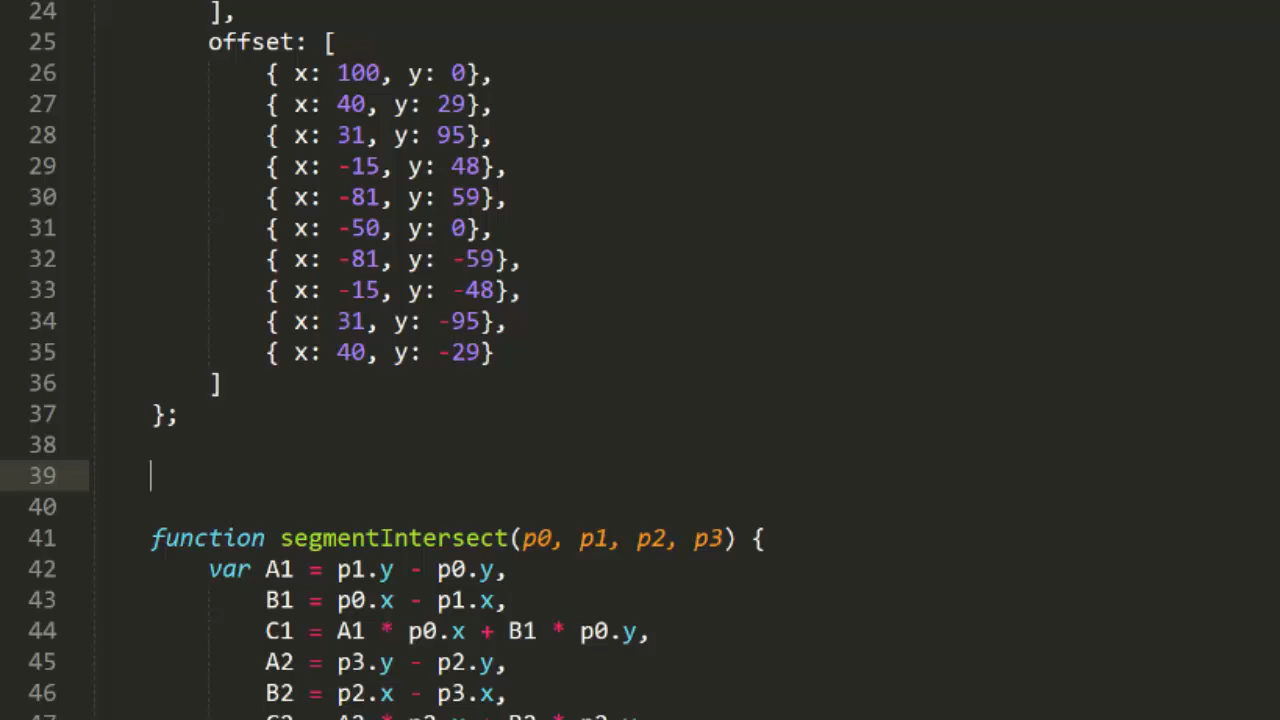 24 ],
25 offset: [
26 { x: 100, y: 0},
27 { x: 40, y: 29},
28 { x: 31, y: 95},
29 { x: -15, y: 48},
30 { x: -81, y: 59},
31 { x: -50, y: 0},
32 { x: -81, y: -59},
33 { x: -15, y: -48},
34 { x: 31, y: -95},
35 { x: 40, y: -29}
36 ]
37 };
38
39
40
41 function segmentIntersect(p0, p1, p2, p3) {
42 var A1 = p1.y - p0.y,
43 B1 = p0.x - p1.x,
44 C1 = A1 * p0.x + B1 * p0.y,
45 A2 = p3.y - p2.y,
46 B2 = p2.x - p3.x,